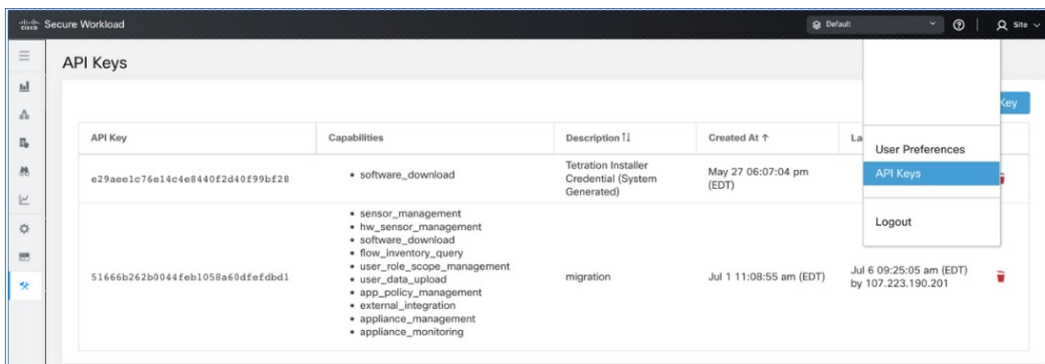 cisco Secure Workload
Default
Site
API Keys
Key
API Key
Capabilities
Description
Created At
La
e29aee1c76e14c4e8440f2d40f99bf28
software_download
Tetration Installer
Credential (System
Generated)
May 27 06:07:04 pm
(EDT)
51666b262b0044feb1058a60dfefdbd1
sensor_management
hw_sensor_management
software_download
flow_inventory_query
user_role_scope_management
user_data_upload
app_policy_management
external_integration
appliance_management
appliance_monitoring
migration
Jul 1 11:08:55 am (EDT)
Jul 6 09:25:05 am (EDT)
by 107.223.190.201
User Preferences
API Keys
Logout